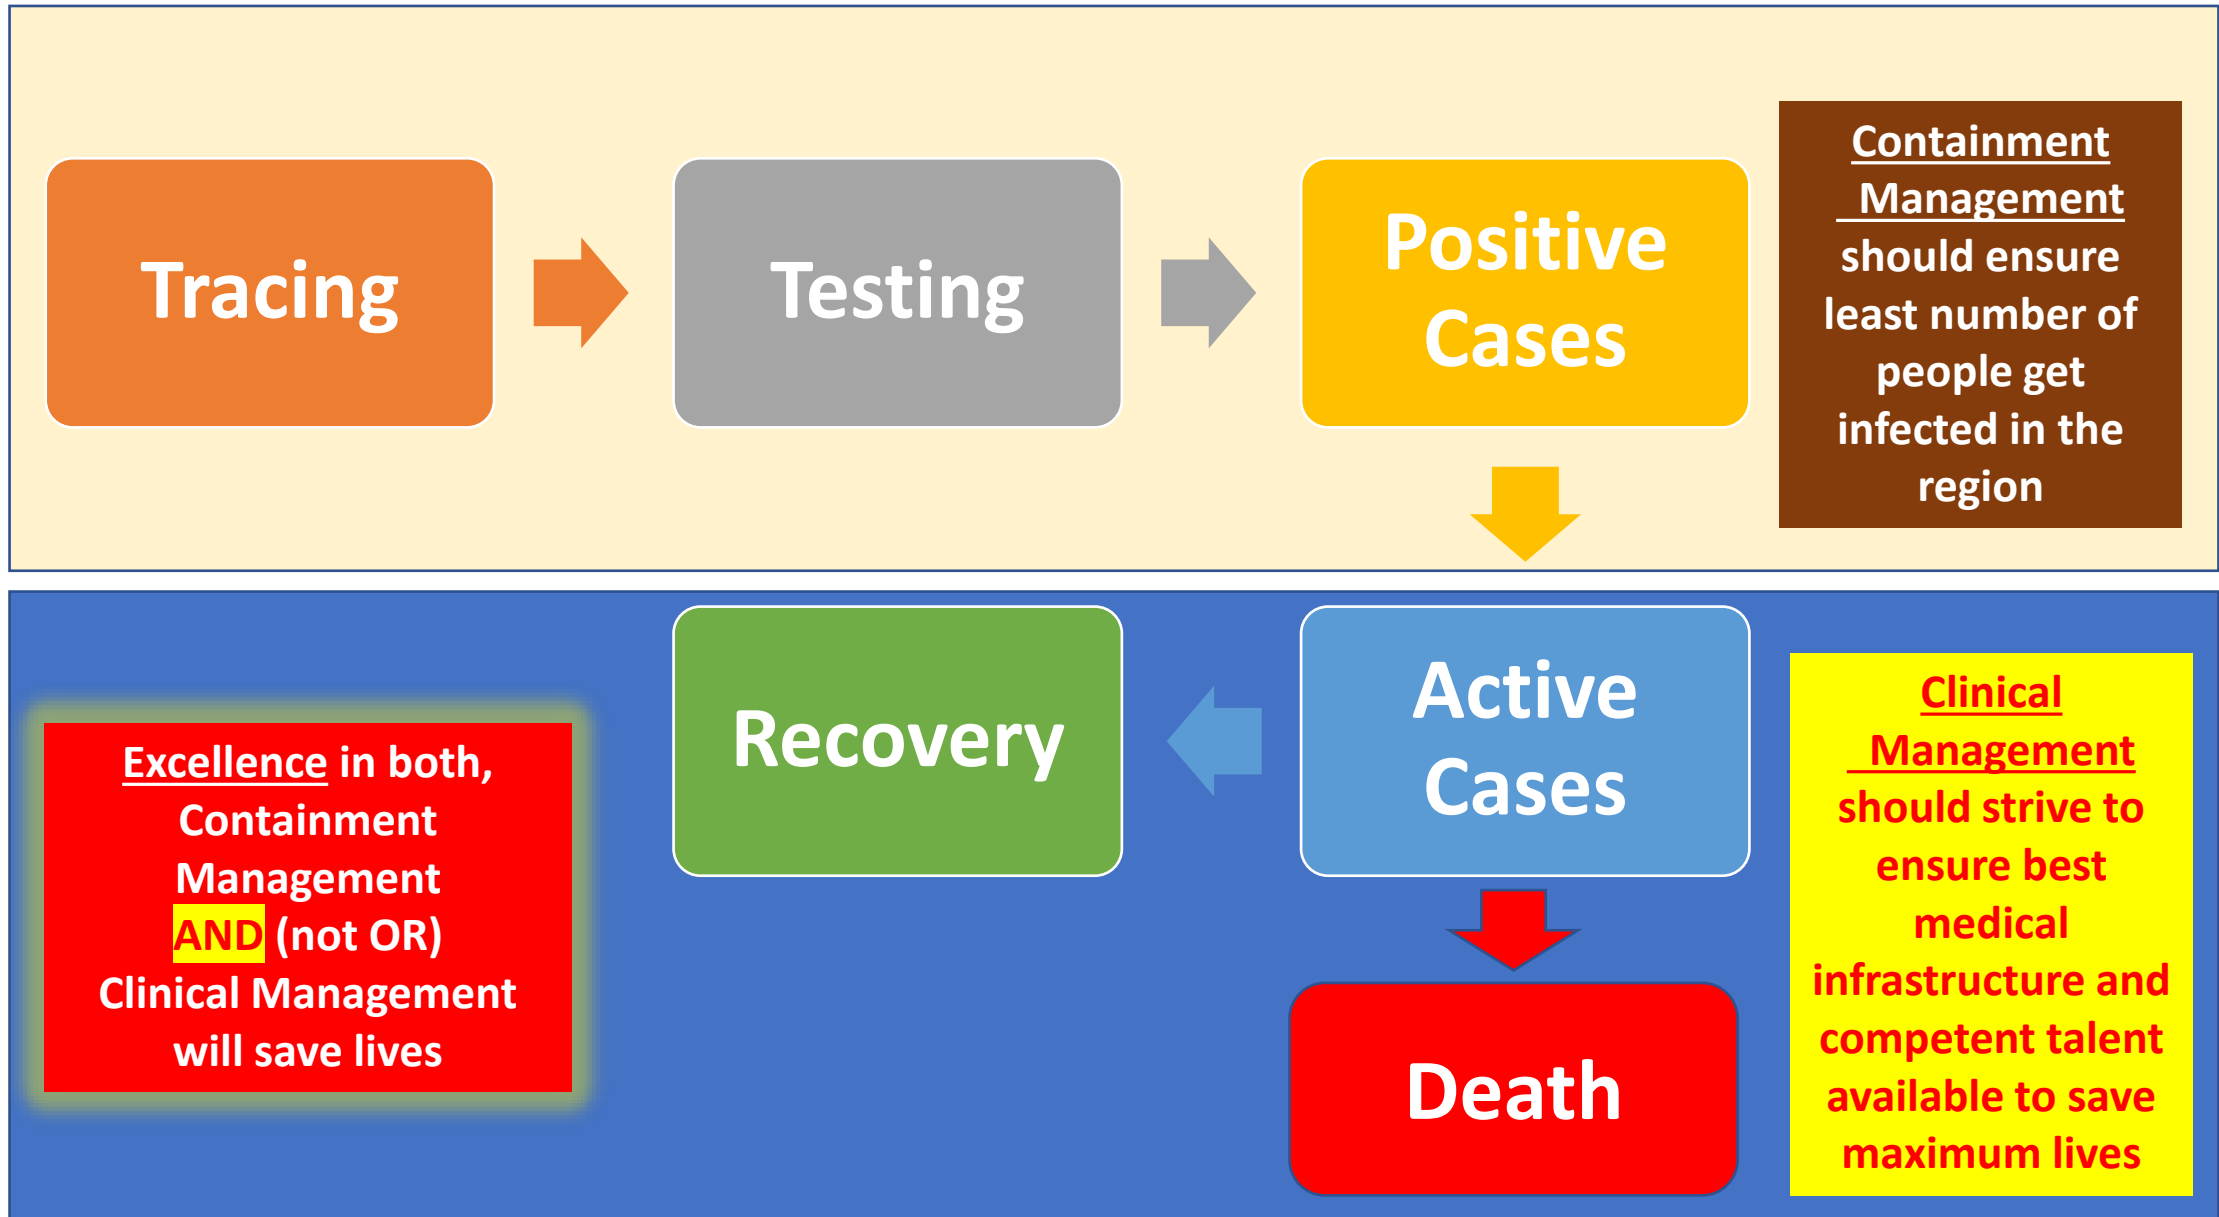 Tracing
Testing
Positive
Cases
Containment
Management
should ensure
least number of
people get
infected in the
region
Excellence in both,
Containment
Management
AND (not OR)
Clinical Management
will save lives
Recovery
Active
Cases
Death
Clinical
Management
should strive to
ensure best
medical
infrastructure and
competent talent
available to save
maximum lives